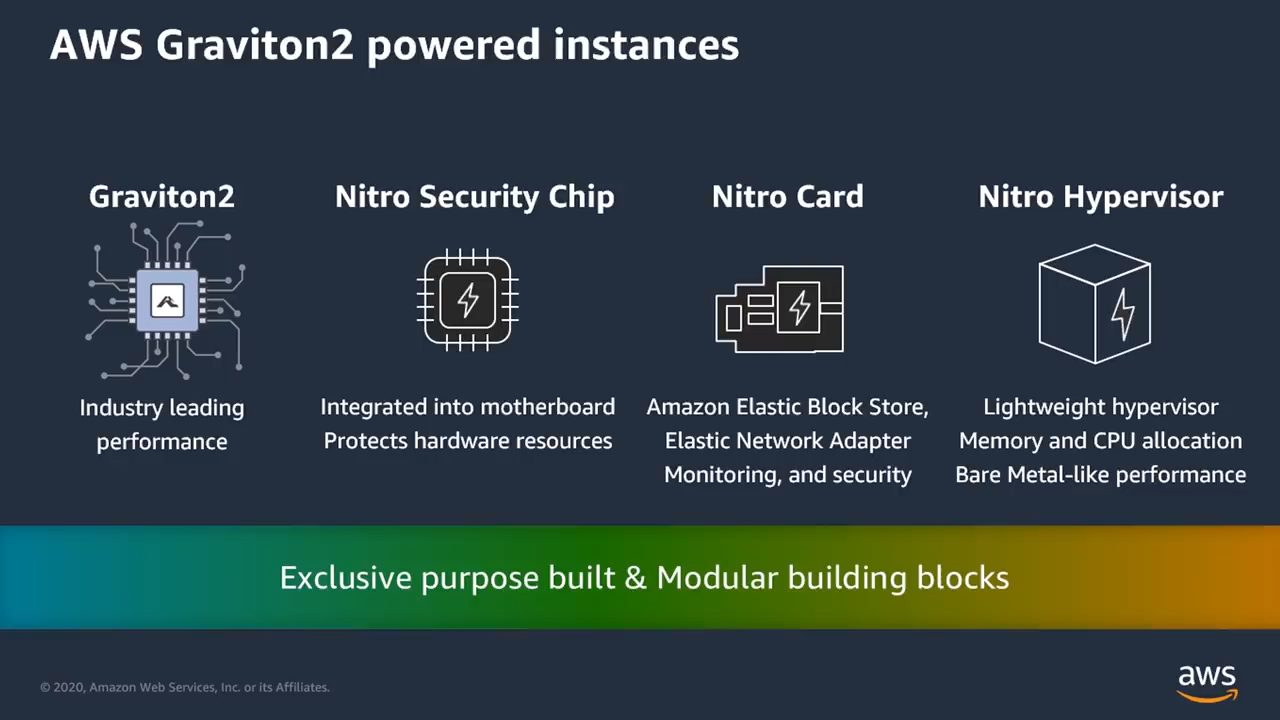 AWS Graviton2 powered instances
Graviton2
Industry leading
performance
Nitro Security Chip
Integrated into motherboard
Protects hardware resources
Nitro Card
Amazon Elastic Block Store,
Elastic Network Adapter
Monitoring, and security
Nitro Hypervisor
Lightweight hypervisor
Memory and CPU allocation
Bare Metal-like performance
Exclusive purpose built & Modular building blocks
© 2020, Amazon Web Services, Inc. or its Affiliates.
aws